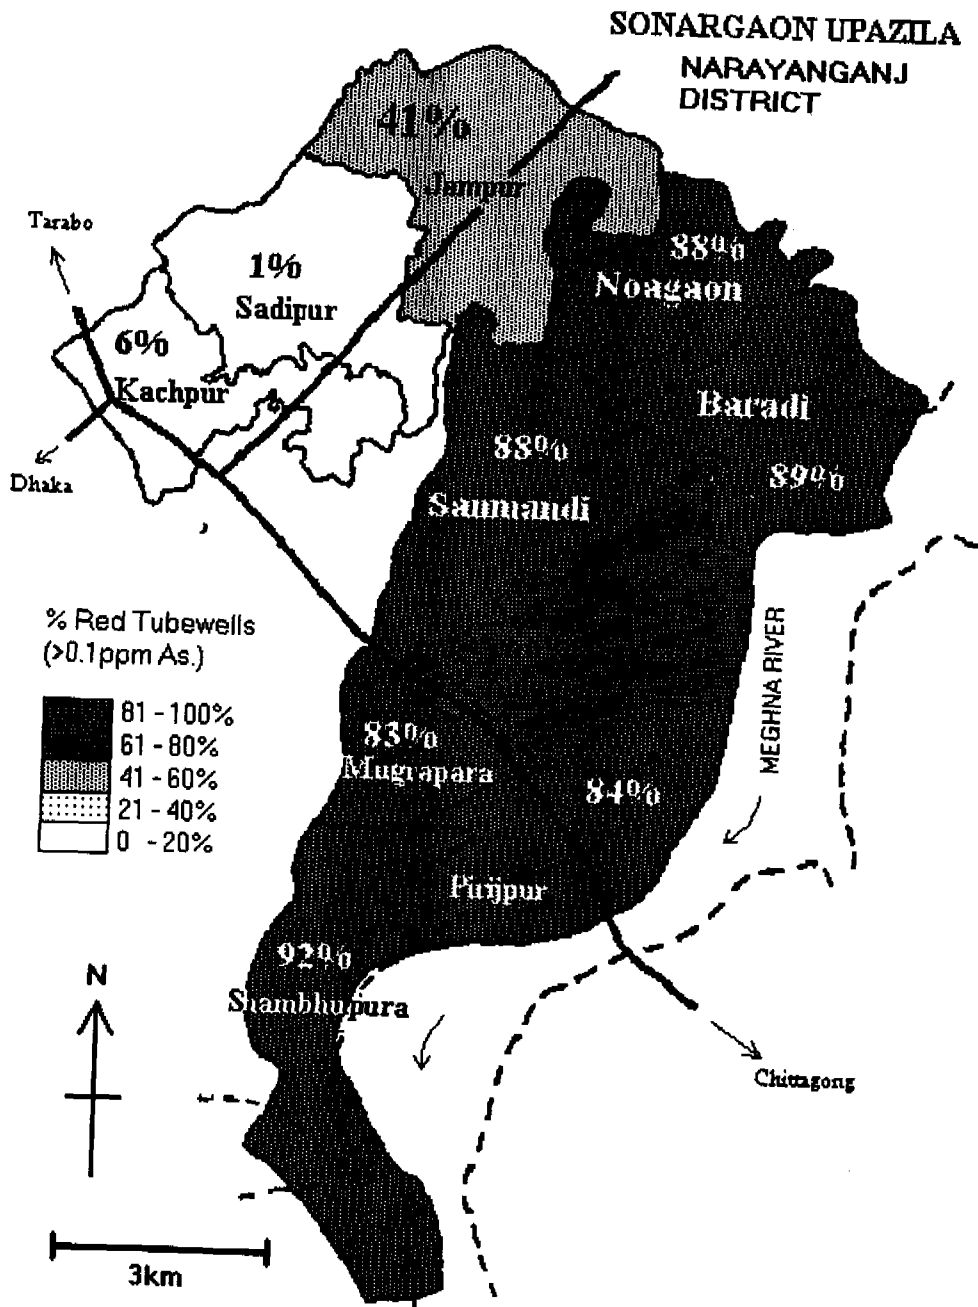 SONARGAON UPAZILA
NARAYANGANJ
DISTRICT
41%
Jampur
Tarabo
88%
Noagaon
1%
Sadipur
6%
Kachpur
Baradi
88%
89%
Dhaka
Sanmandi
% Red Tubewells
(>0.1ppm As.)
81 - 100%
61 - 80%
41 - 60%
21 - 40%
0 - 20%
MEGHNA RIVER
83%
Mugrapara
84%
Pirijpur
92%
Shambhupura
N
Chittagong
3km